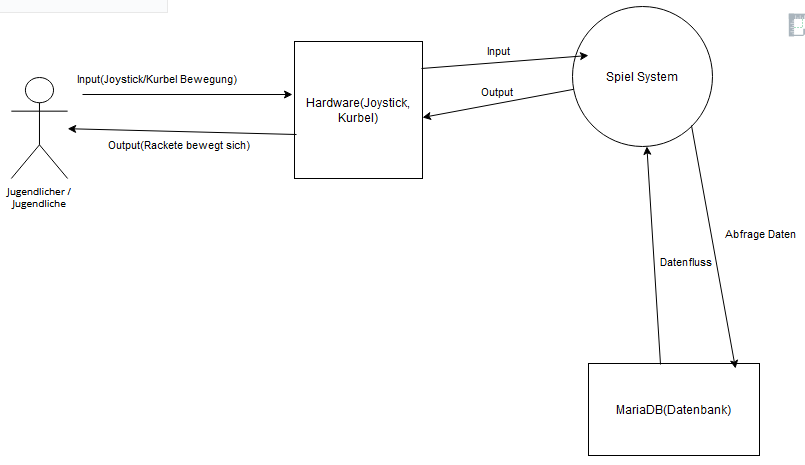 Input(Joystick/Kurbel Bewegung)
Output(Rackete bewegt sich)
Jugendlicher /
Jugendliche
Hardware(Joystick,
Kurbel)
Input
Output
Spiel System
Abfrage Daten
Datenfluss
MariaDB(Datenbank)